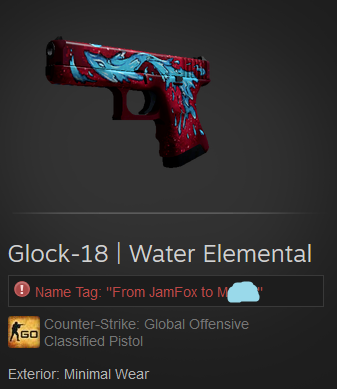 Glock-18 | Water Elemental
Name Tag: "From JamFox to M"
GO
Counter-Strike: Global Offensive
Classified Pistol
Exterior: Minimal Wear